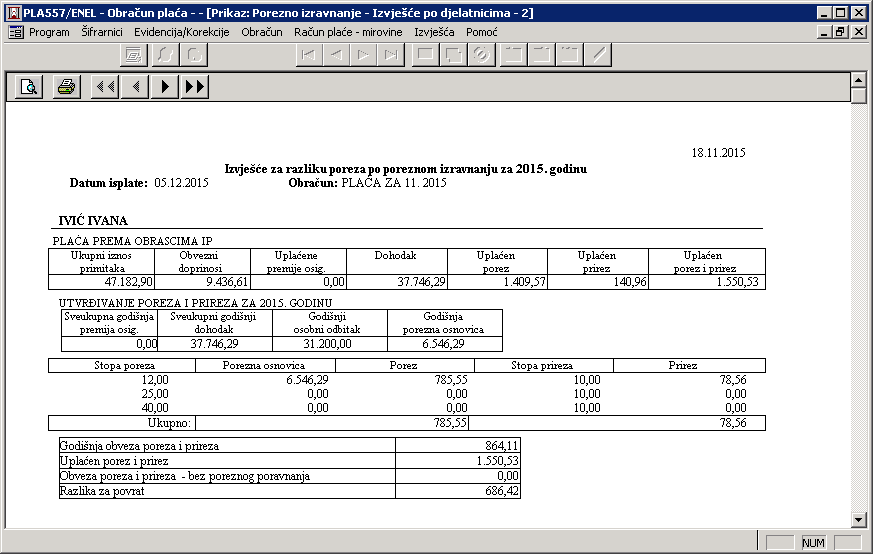 PLA557/ENEL - Obračun plaća - - [Prikaz: Porezno izravnanje - Izvješće po djelatnicima - 2]
Program Šifrarnici Evidencija/Korekcije Obračun Račun plaće - mirovine Izvješća Pomoć
18.11.2015
Izvješće za razliku poreza po poreznom izravnanju za 2015. godinu
Datum isplate: 05.12.2015 Obračun: PLAĆA ZA 11. 2015
IVIĆ IVANA
PLAĆA PREMA OBRASCIMA IP
Ukupni iznos Obvezni Uplaćene Dohodak Uplaćen Uplaćen Uplaćen
primitaka doprinosi premije osig. porez prirez porez i prirez
47.182,90 9.436,61 0,00 37.746,29 1.409,57 140,96 1.550,53
UTVRĐIVANJE POREZA I PRIREZA ZA 2015. GODINU
Sveukupna godišnja Sveukupni godišnji Godišnji Godišnja
premija osig. dohodak osobni odbitak porezna osnovica
0,00 37.746,29 31.200,00 6.546,29
Stopa poreza Porezna osnovica Porez Stopa prireza Prirez
12,00 6.546,29 785,55 10,00 78,56
25,00 0,00 0,00 10,00 0,00
40,00 0,00 0,00 10,00 0,00
Ukupno: 785,55 78,56
Godišnja obveza poreza i prireza 864,11
Uplaćen porez i prirez 1.550,53
Obveza poreza i prireza - bez poreznog poravnanja 0,00
Razlika za povrat 686,42
NUM